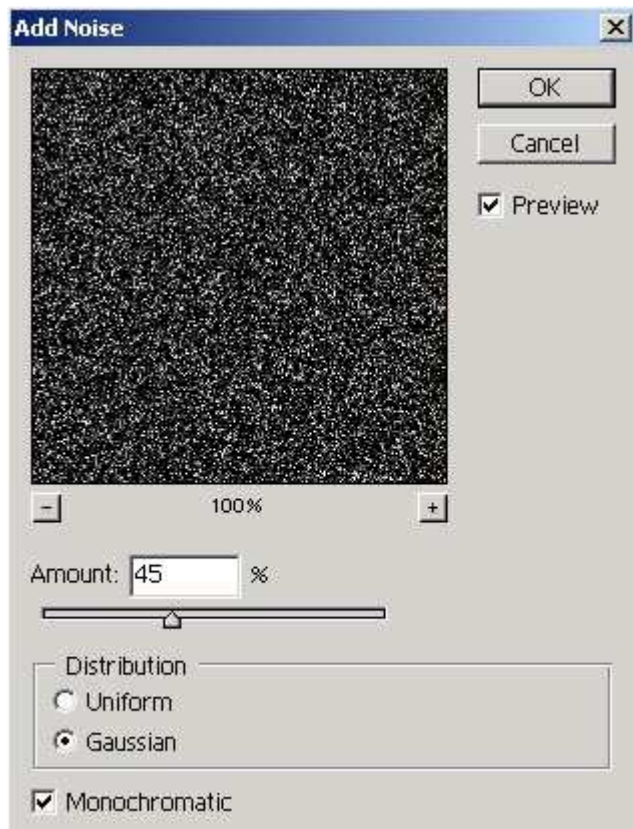 Add Noise
OK
Cancel
Preview
- 100% +
Amount: 45 %
Distribution
Uniform
Gaussian
Monochromatic